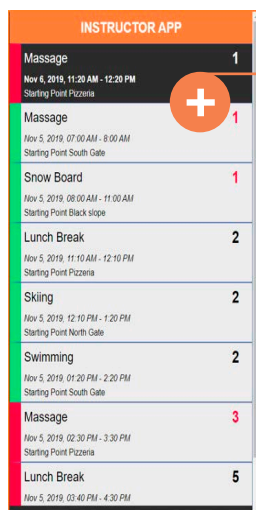 INSTRUCTOR APP
Massage 1
Nov 6, 2019, 11:20 AM - 12:20 PM
Starting Point Pizzeria
Massage 1
Nov 5, 2019, 07:00 AM - 8:00 AM
Starting Point South Gate
Snow Board 1
Nov 5, 2019, 08:00 AM - 11:00 AM
Starting Point Black slope
Lunch Break 2
Nov 5, 2019, 11:10 AM - 12:10 PM
Starting Point Pizzeria
Skiing 2
Nov 5, 2019, 12:10 PM - 1:20 PM
Starting Point North Gate
Swimming 2
Nov 5, 2019, 01:20 PM - 2:20 PM
Starting Point South Gate
Massage 3
Nov 5, 2019, 02:30 PM - 3:30 PM
Starting Point Pizzeria
Lunch Break 5
Nov 5, 2019, 03:40 PM - 4:30 PM